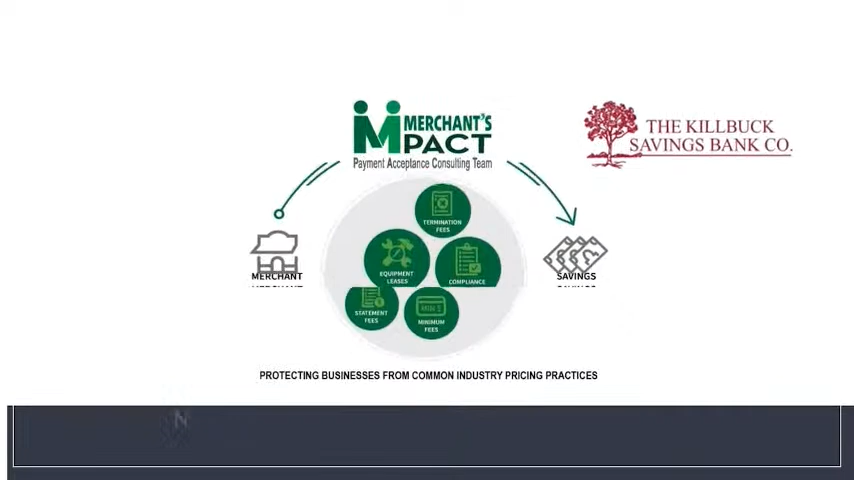 MERCHANT'S
PACT
Payment Acceptance Consulting Team
THE KILLBUCK
SAVINGS BANK CO.
TERMINATION
FEES
EQUIPMENT
LEASES
COMPLIANCE
MERCHANT
SAVINGS
STATEMENT
FEES
MINIMUM
FEES
PROTECTING BUSINESSES FROM COMMON INDUSTRY PRICING PRACTICES